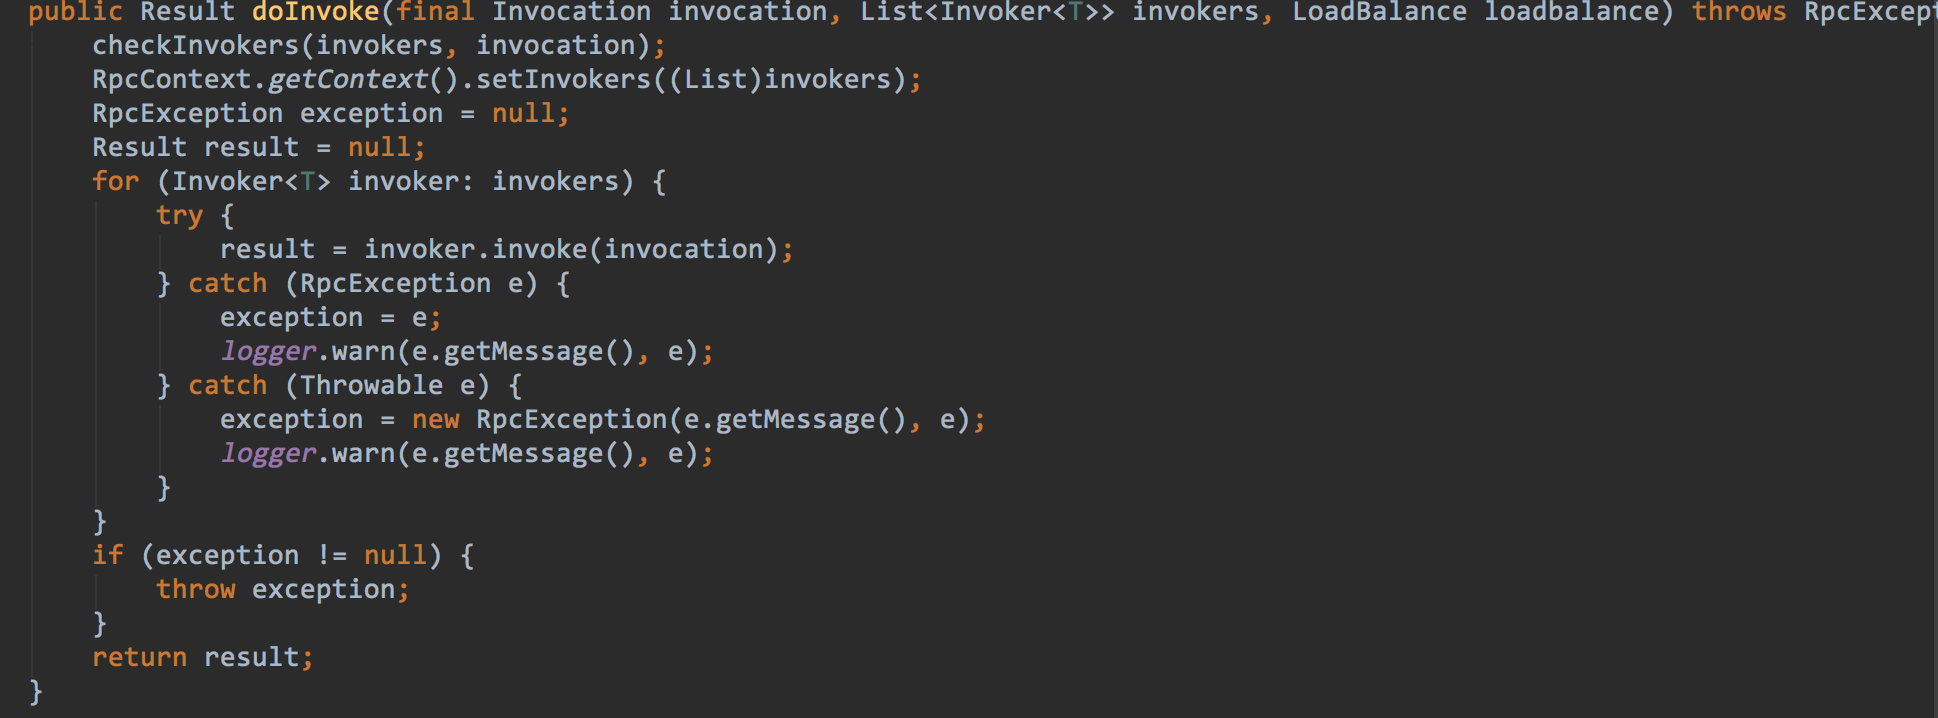 public Result doInvoke(final Invocation invocation, List<Invoker<T>> invokers, LoadBalance loadbalance) throws RpcExcept
checkInvokers(invokers, invocation);
RpcContext.getContext().setInvokers((List)invokers);
RpcException exception = null;
Result result = null;
for (Invoker<T> invoker: invokers) {
try {
result = invoker.invoke(invocation);
} catch (RpcException e) {
exception = e;
logger.warn(e.getMessage(), e);
} catch (Throwable e) {
exception = new RpcException(e.getMessage(), e);
logger.warn(e.getMessage(), e);
}
}
if (exception != null) {
throw exception;
}
return result;
}